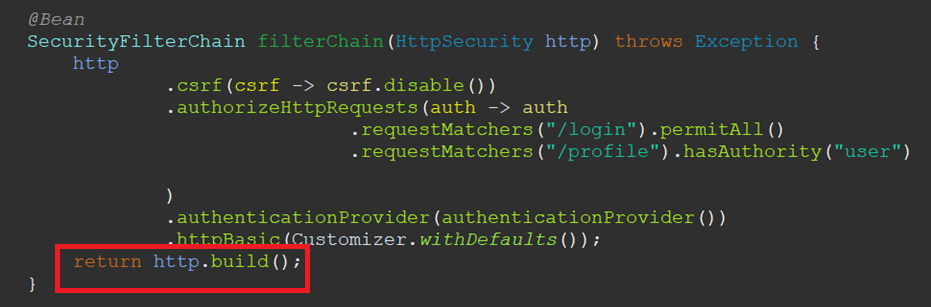 @Bean
SecurityFilterChain filterChain(HttpSecurity http) throws Exception {
http
.csrf(csrf -> csrf.disable())
.authorizeHttpRequests(auth -> auth
.requestMatchers("/login").permitAll()
.requestMatchers("/profile").hasAuthority("user")
)
.authenticationProvider(authenticationProvider())
.httpBasic(Customizer.withDefaults());
return http.build();
}